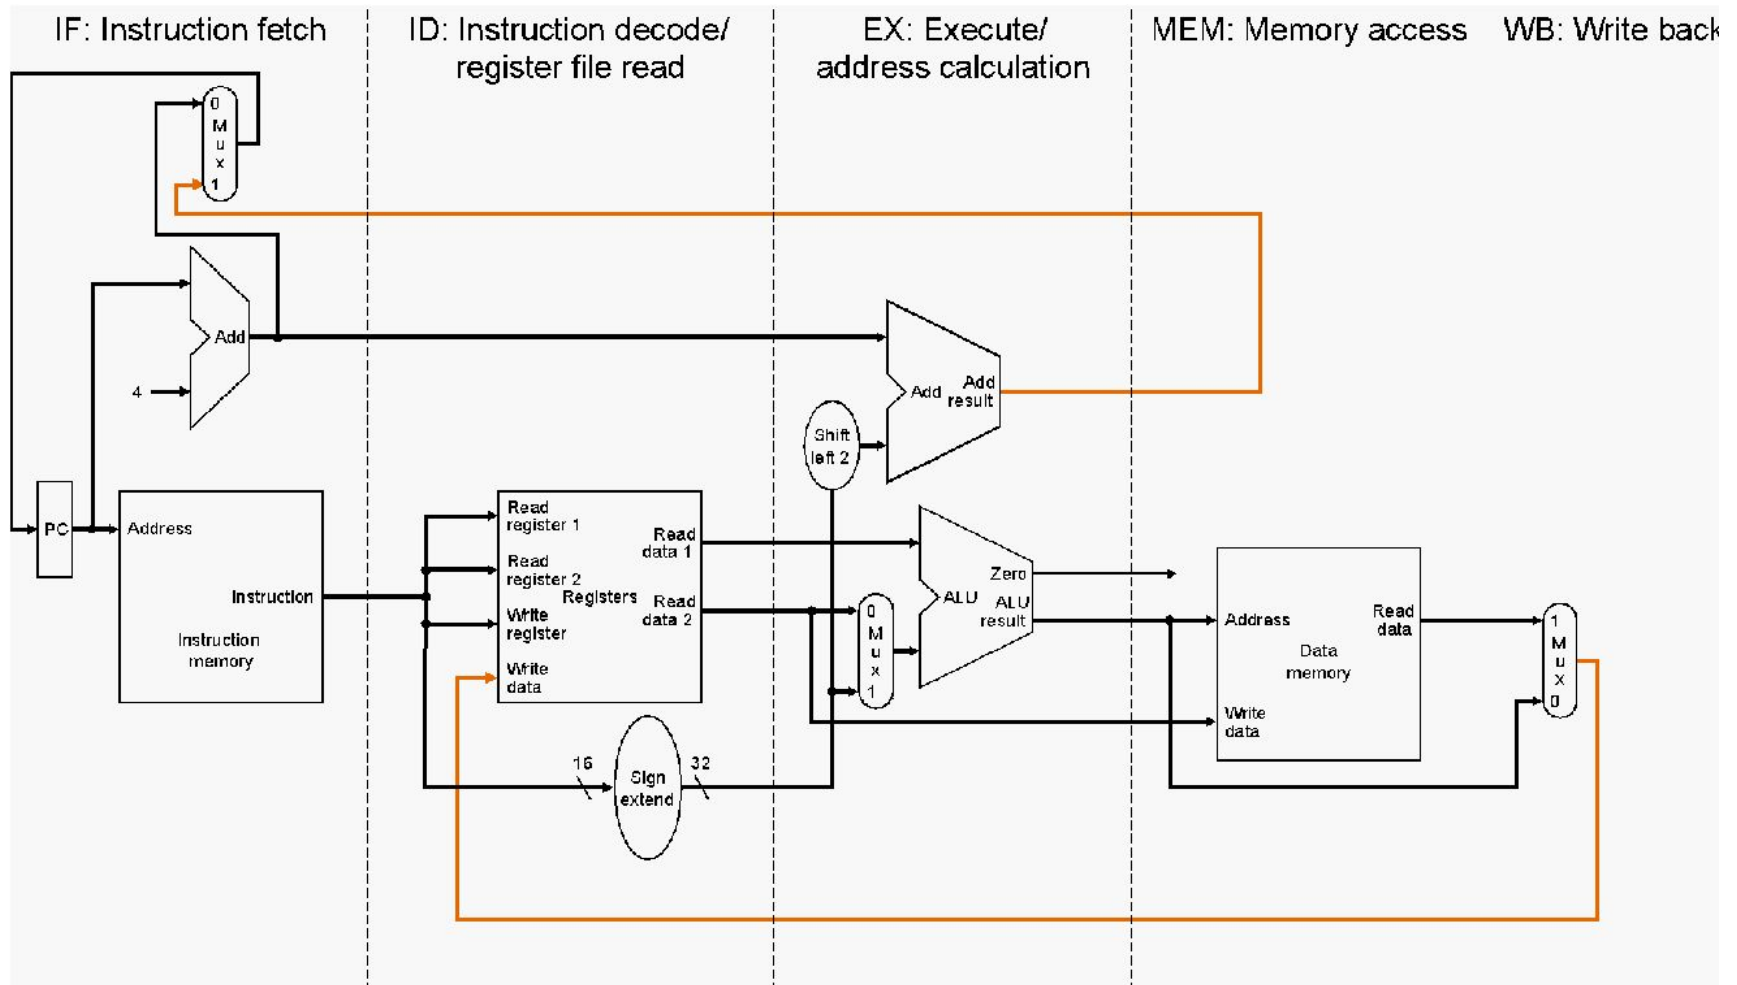 IF: Instruction fetch
ID: Instruction decode/
register file read
EX: Execute/
address calculation
MEM: Memory access
WB: Write back
0
M
u
x
1
Add
4
Add
Add
result
Shift
left 2
PC
Address
Instruction
Instruction
memory
Read
register 1
Read
register 2
Registers
Write
register
Write
data
Read
data 1
Read
data 2
0
M
u
x
1
Zero
ALU
ALU
result
Address
Read
data
Data
memory
Write
data
1
M
u
x
0
16
Sign
extend
32